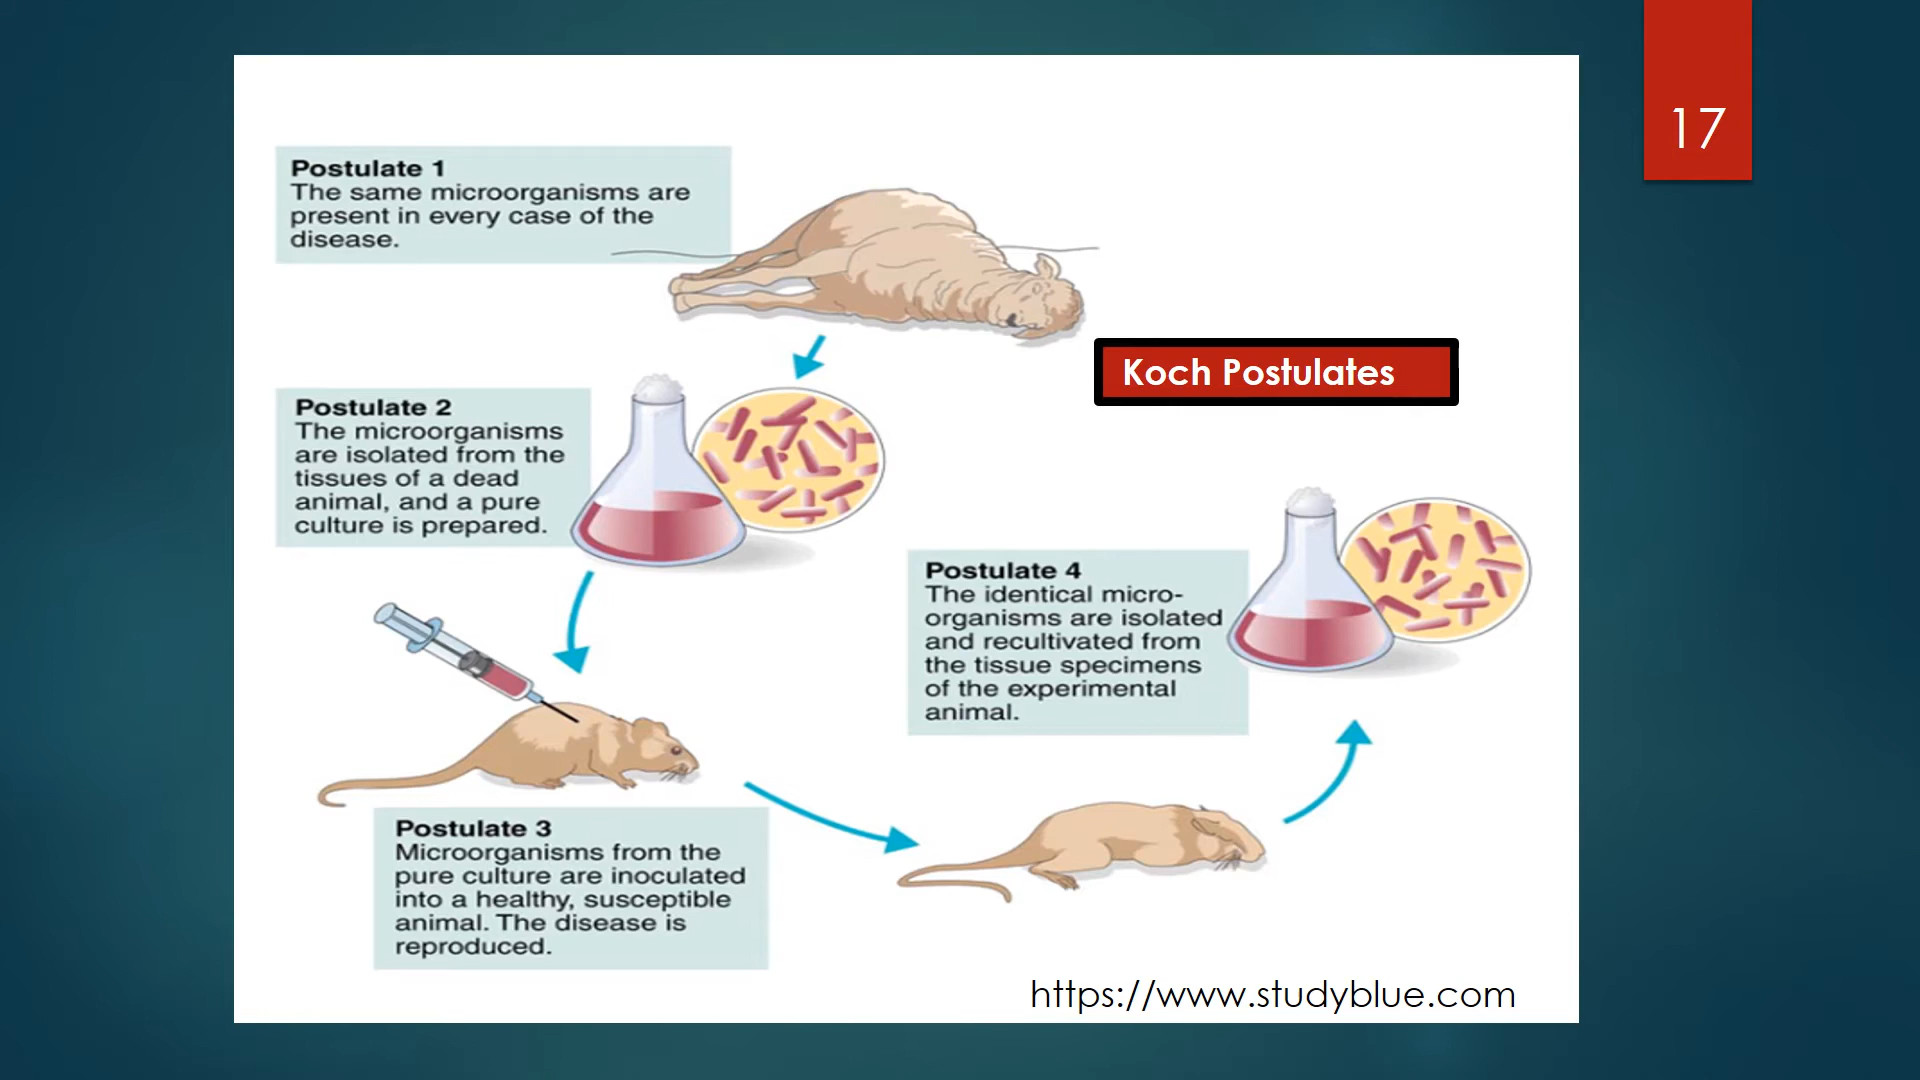 17
Postulate 1
The same microorganisms are
present in every case of the
disease.
Koch Postulates
Postulate 2
The microorganisms
are isolated from the
tissues of a dead
animal, and a pure
culture is prepared.
Postulate 3
Microorganisms from the
pure culture are inoculated
into a healthy, susceptible
animal. The disease is
reproduced.
Postulate 4
The identical micro-
organisms are isolated
and recultivated from
the tissue specimens
of the experimental
animal.
https://www.studyblue.com